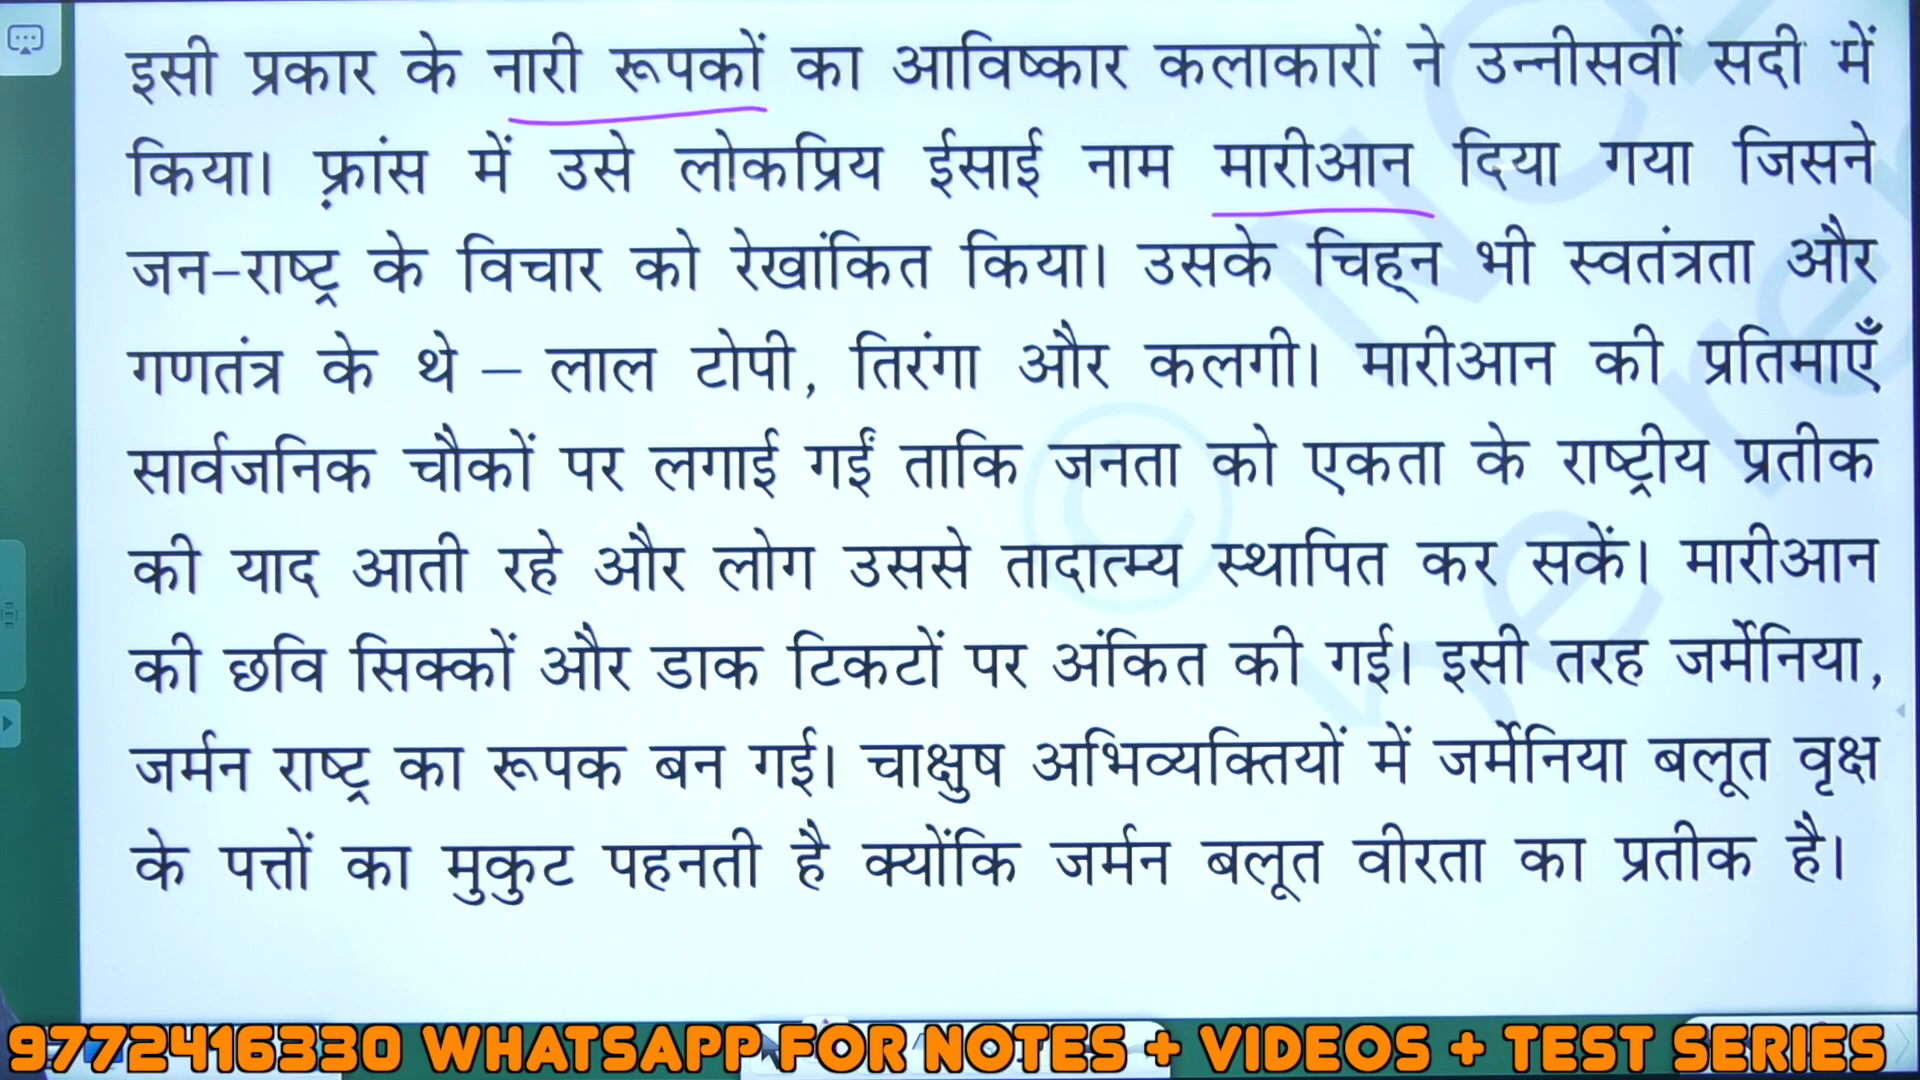 इसी प्रकार के नारी रूपकों का आविष्कार कलाकारों ने उन्नीसवीं सदी में
किया। फ़्रांस में उसे लोकप्रिय ईसाई नाम मारीआन दिया गया जिसने
जन-राष्ट्र के विचार को रेखांकित किया। उसके चिह्न भी स्वतंत्रता और
गणतंत्र के थे – लाल टोपी, तिरंगा और कलगी। मारीआन की प्रतिमाएँ
सार्वजनिक चौकों पर लगाई गईं ताकि जनता को एकता के राष्ट्रीय प्रतीक
की याद आती रहे और लोग उससे तादात्म्य स्थापित कर सकें। मारीआन
की छवि सिक्कों और डाक टिकटों पर अंकित की गई। इसी तरह जर्मेनिया,
जर्मन राष्ट्र का रूपक बन गई। चाक्षुष अभिव्यक्तियों में जर्मेनिया बलूत वृक्ष
के पत्तों का मुकुट पहनती है क्योंकि जर्मन बलूत वीरता का प्रतीक है।
9772416330 WHATSAPP FOR NOTES + VIDEOS + TEST SERIES